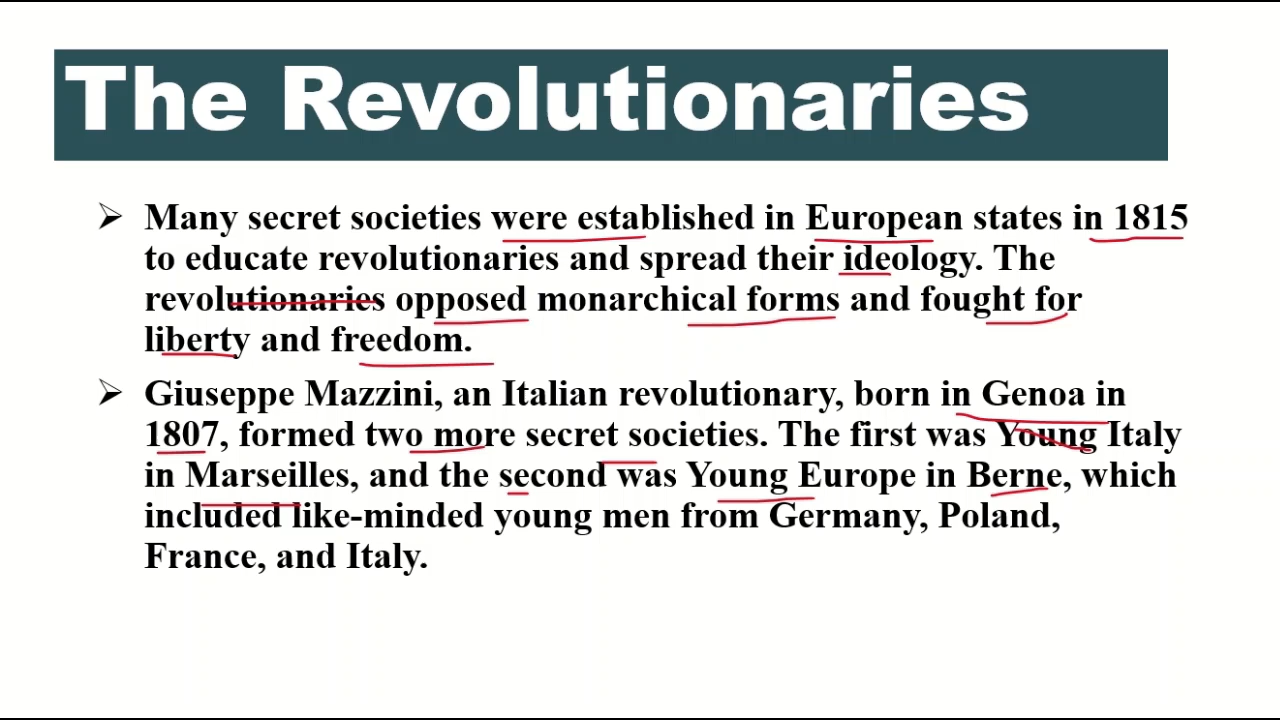 The Revolutionaries
➢ Many secret societies were established in European states in 1815
to educate revolutionaries and spread their ideology. The
revolutionaries opposed monarchical forms and fought for
liberty and freedom.
➢ Giuseppe Mazzini, an Italian revolutionary, born in Genoa in
1807, formed two more secret societies. The first was Young Italy
in Marseilles, and the second was Young Europe in Berne, which
included like-minded young men from Germany, Poland,
France, and Italy.